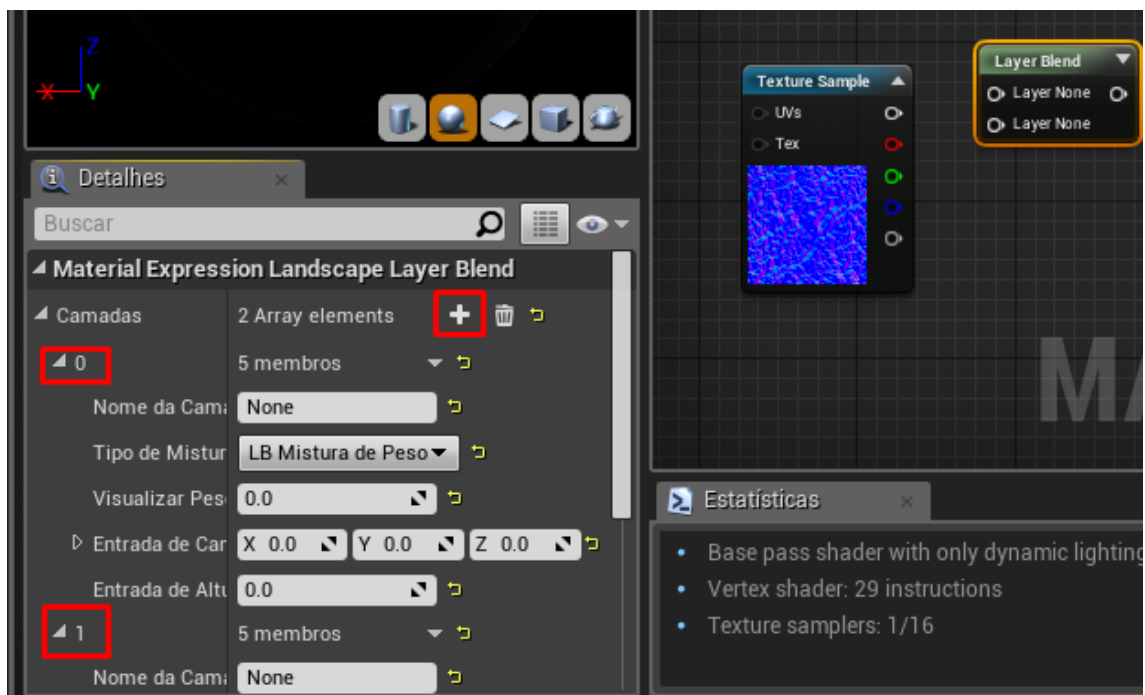 Z
X Y
Detalhes
Buscar
Material Expression Landscape Layer Blend
Camadas 2 Array elements
0 5 membros
Nome da Cama None
Tipo de Mistur LB Mistura de Peso
Visualizar Pes 0.0
Entrada de Car X 0.0 Y 0.0 Z 0.0
Entrada de Altu 0.0
1 5 membros
Nome da Cama None
Texture Sample
UVs
Tex
Layer Blend
Layer None
Layer None
MA
Estatísticas
Base pass shader with only dynamic lighting
Vertex shader: 29 instructions
Texture samplers: 1/16